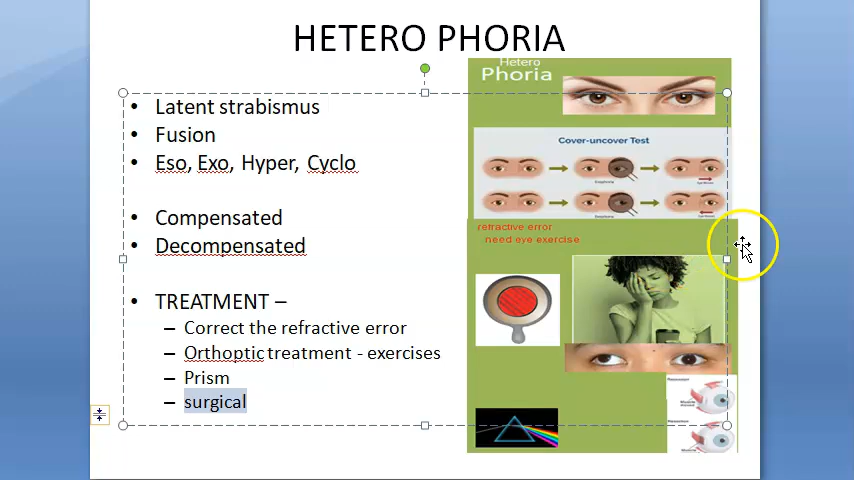 HETERO PHORIA
Latent strabismus
Fusion
Eso, Exo, Hyper, Cyclo
Compensated
Decompensated
TREATMENT –
– Correct the refractive error
– Orthoptic treatment - exercises
– Prism
– surgical
Hetero
Phoria
Cover-uncover Test
refractive error
need eye exercise